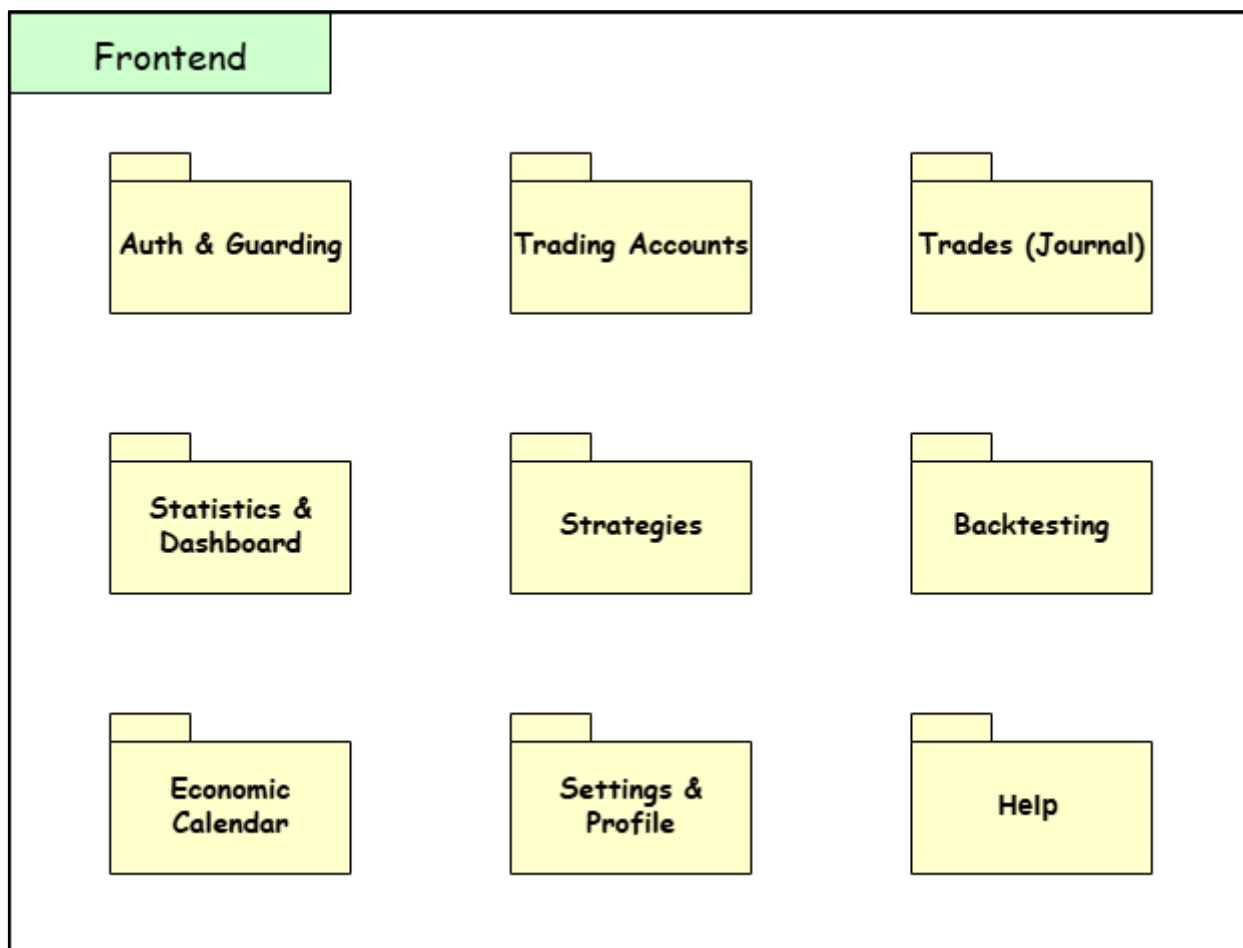 Frontend
Auth & Guarding
Trading Accounts
Trades (Journal)
Statistics &
Dashboard
Strategies
Backtesting
Economic
Calendar
Settings &
Profile
Help